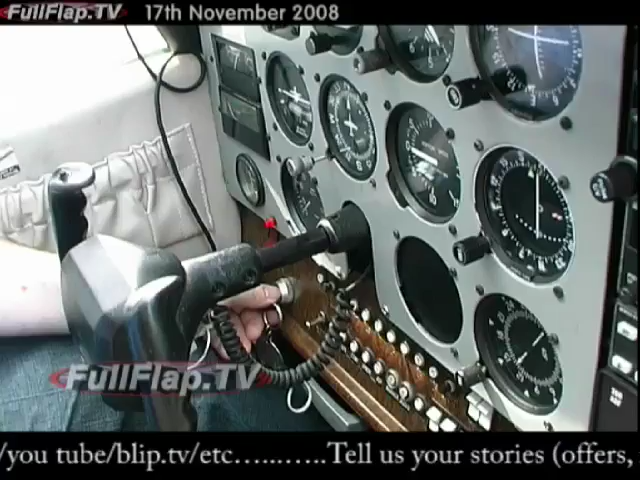 FullFlap.TV 17th November 2008
FullFlap.TV
/you tube/blip.tv/etc…...…..Tell us your stories (offers,